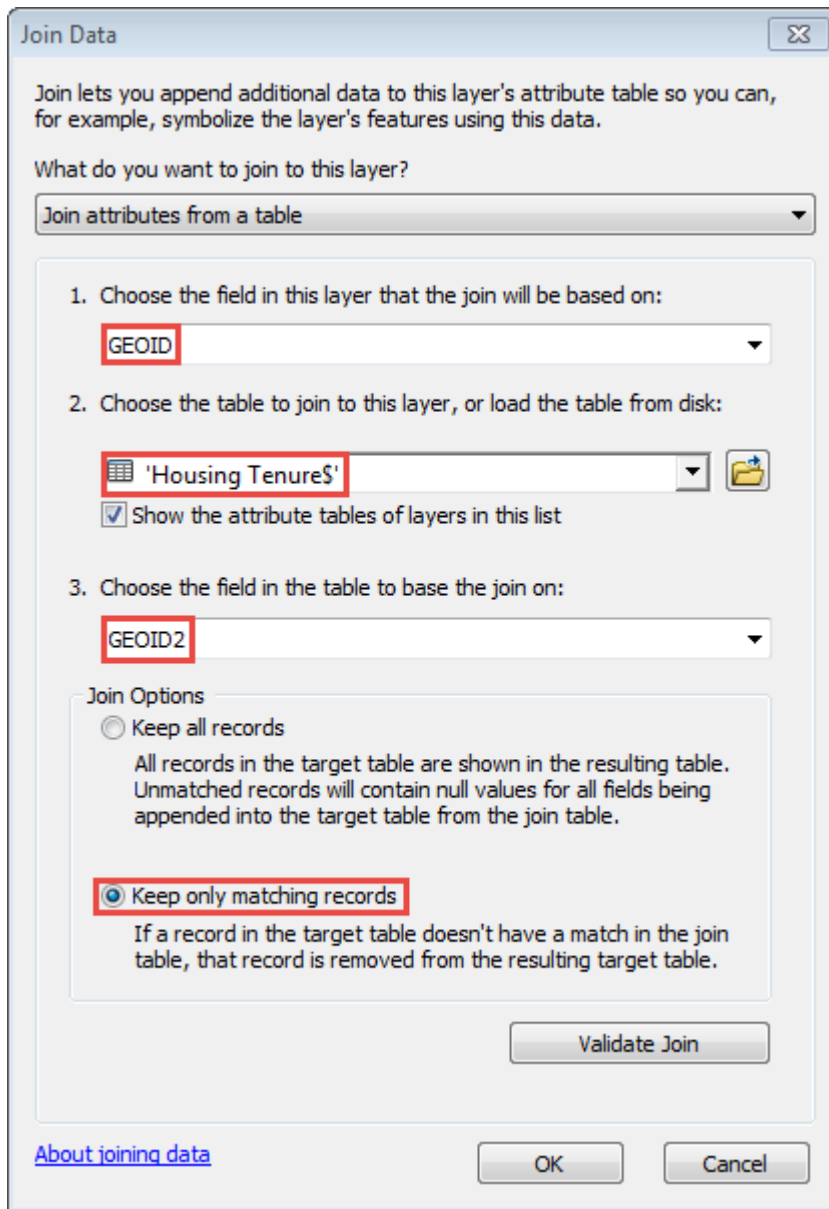 Join Data
Join lets you append additional data to this layer's attribute table so you can,
for example, symbolize the layer's features using this data.
What do you want to join to this layer?
Join attributes from a table
1. Choose the field in this layer that the join will be based on:
GEOID
2. Choose the table to join to this layer, or load the table from disk:
'Housing Tenure$'
Show the attribute tables of layers in this list
3. Choose the field in the table to base the join on:
GEOID2
Join Options
Keep all records
All records in the target table are shown in the resulting table.
Unmatched records will contain null values for all fields being
appended into the target table from the join table.
Keep only matching records
If a record in the target table doesn't have a match in the join
table, that record is removed from the resulting target table.
Validate Join
About joining data
OK
Cancel